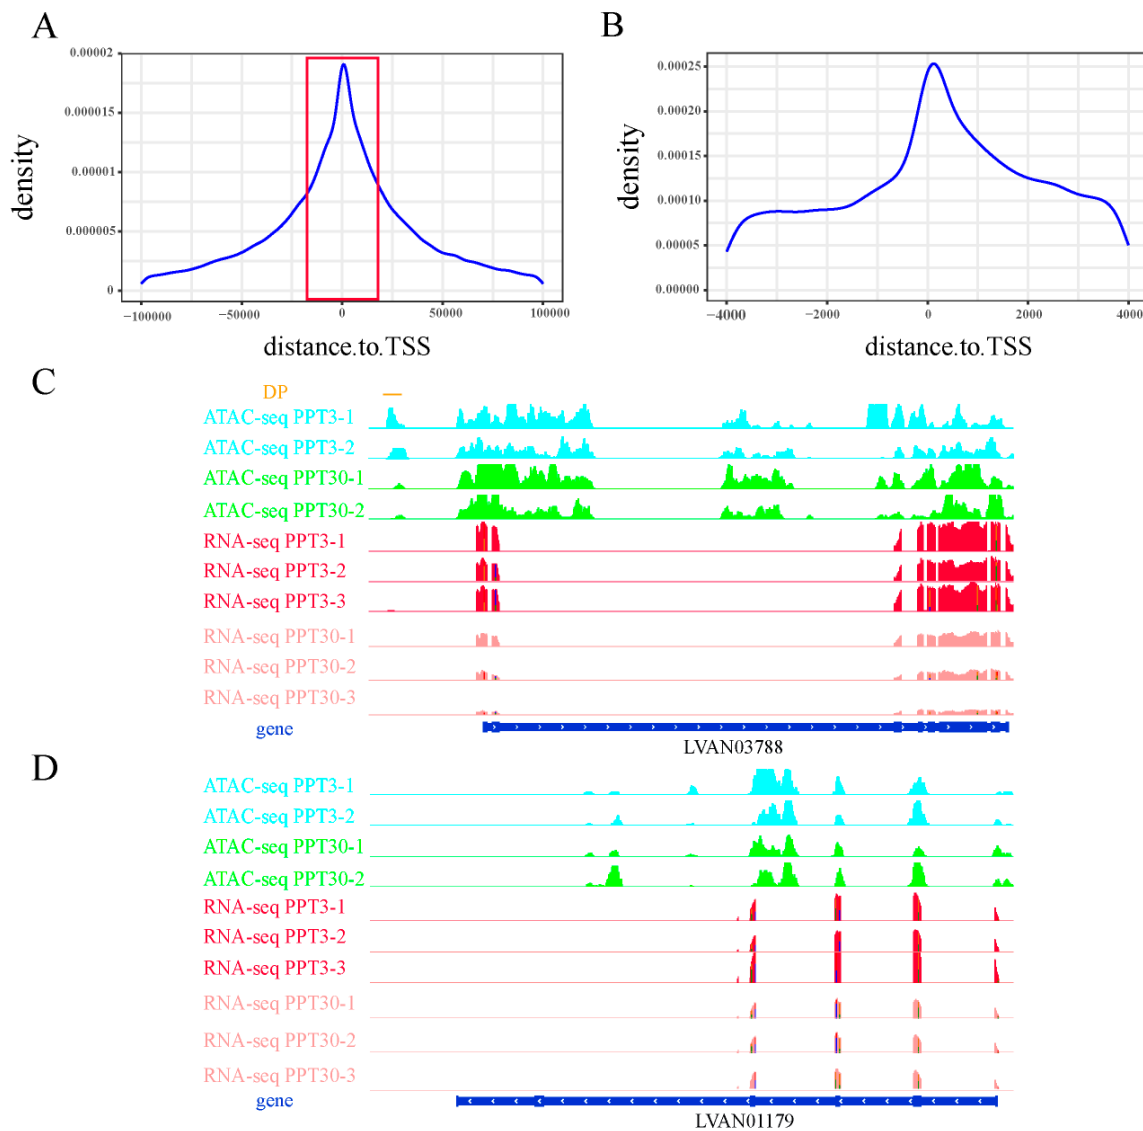 A
0.00002
0.000015
0.00001
0.000005
0
density
−100000
−50000
0
50000
100000
distance.to.TSS
B
0.00025
0.00020
0.00015
0.00010
0.00005
0.00000
density
−4000
−2000
0
2000
4000
distance.to.TSS
C
DP
ATAC-seq PPT3-1
ATAC-seq PPT3-2
ATAC-seq PPT30-1
ATAC-seq PPT30-2
RNA-seq PPT3-1
RNA-seq PPT3-2
RNA-seq PPT3-3
RNA-seq PPT30-1
RNA-seq PPT30-2
RNA-seq PPT30-3
gene
LVAN03788
D
ATAC-seq PPT3-1
ATAC-seq PPT3-2
ATAC-seq PPT30-1
ATAC-seq PPT30-2
RNA-seq PPT3-1
RNA-seq PPT3-2
RNA-seq PPT3-3
RNA-seq PPT30-1
RNA-seq PPT30-2
RNA-seq PPT30-3
gene
LVAN01179